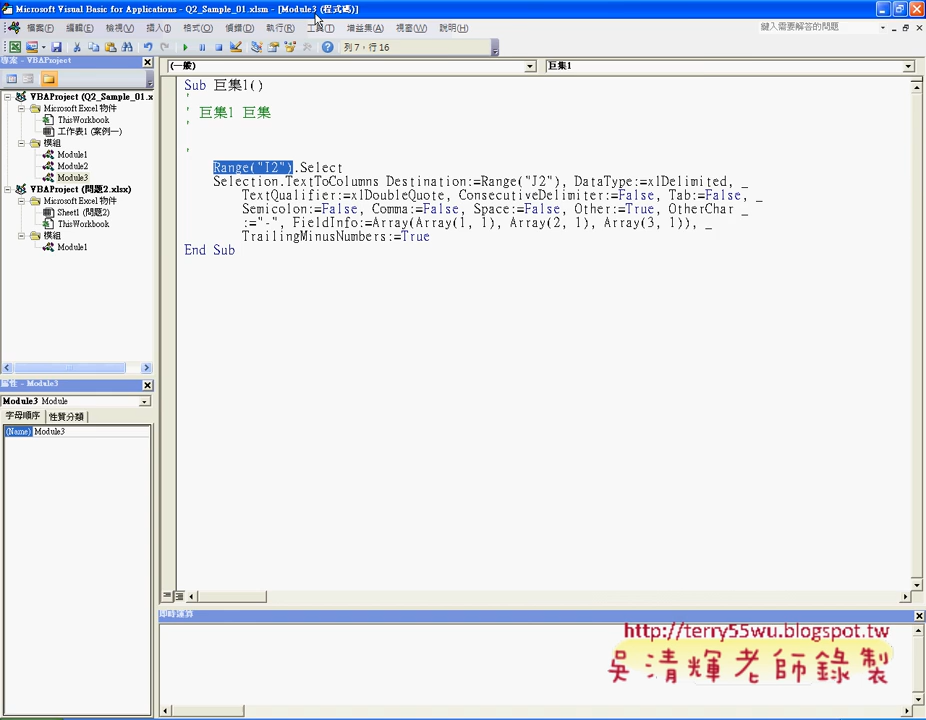 Microsoft Visual Basic for Applications - Q2_Sample_01.xlsm - [Module3 (程式碼)]
檔案(F) 編輯(E) 檢視(V) 插入(I) 格式(O) 偵錯(D) 執行(R) 工具(T) 增益集(A) 視窗(W) 說明(H) 鍵入需要解答的問題
列 7，行 16
專案 - VBAProject
VBAProject (Q2_Sample_01.x
Microsoft Excel 物件
ThisWorkbook
工作表1 (案例一)
模組
Module1
Module2
Module3
VBAProject (問題2.xlsx)
Microsoft Excel 物件
Sheet1 (問題2)
ThisWorkbook
模組
Module1
屬性 - Module3
Module3 Module
字母順序 性質分類
(Name) Module3
(一般) 巨集1
Sub 巨集1()
'
' 巨集1 巨集
'
'
Range("I2").Select
Selection.TextToColumns Destination:=Range("J2"), DataType:=xlDelimited, _
TextQualifier:=xlDoubleQuote, ConsecutiveDelimiter:=False, Tab:=False, _
Semicolon:=False, Comma:=False, Space:=False, Other:=True, OtherChar _
:="-", FieldInfo:=Array(Array(1, 1), Array(2, 1), Array(3, 1)), _
TrailingMinusNumbers:=True
End Sub
即時運算
http://terry55wu.blogspot.tw
吳清輝老師錄製